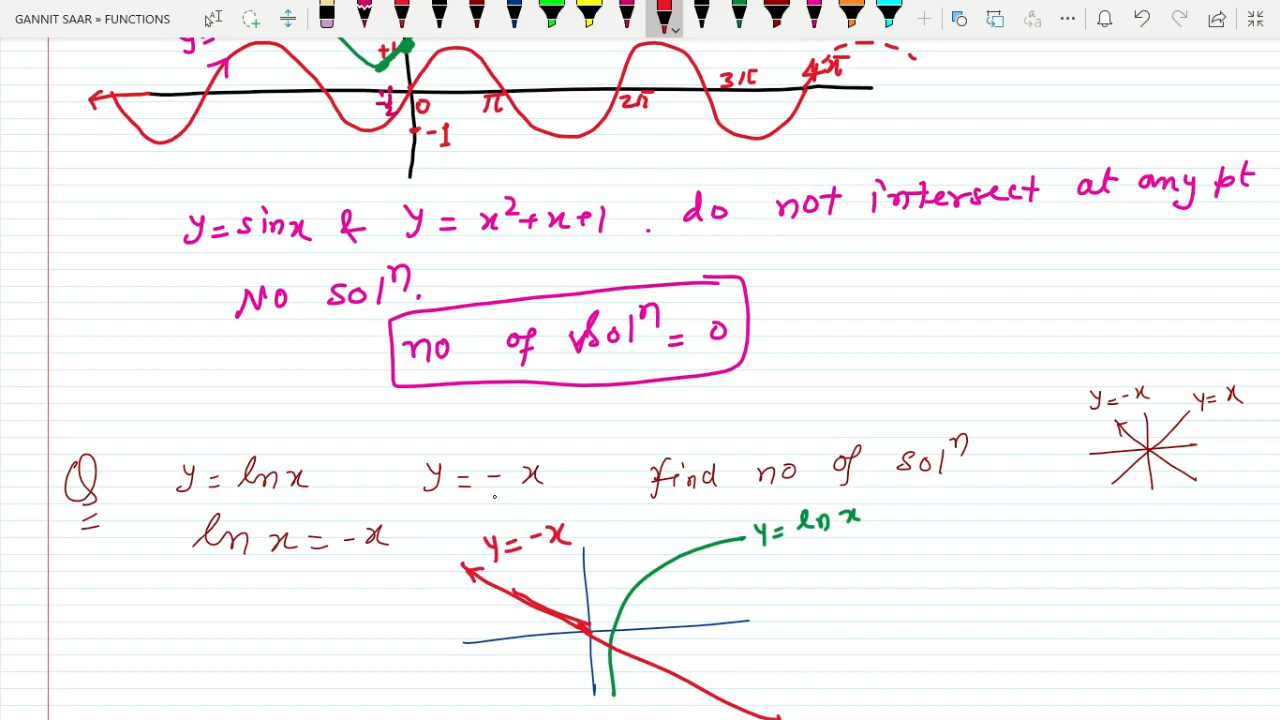 GANNIT SAAR » FUNCTIONS
y=
+1
-1/2 0 π 2π 3π 4π
-1
y=sinx & y = x²+x+1 . do not intersect at any pt
No solⁿ.
no of solⁿ = 0
y=-x y=x
Q y = ln x y = - x find no of solⁿ
ln x = -x
y=-x
y= ln x